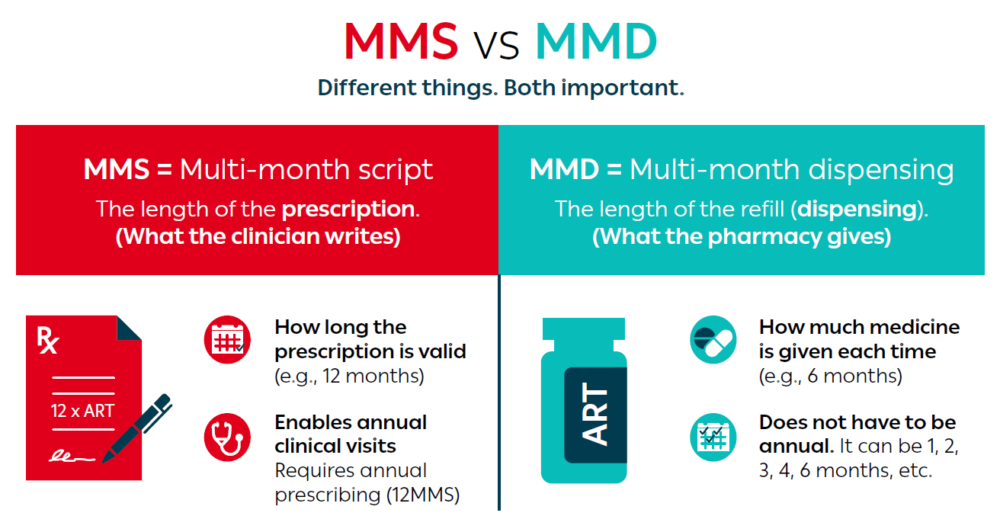 MMS vs MMD
Different things. Both important.
MMS = Multi-month script
The length of the prescription.
(What the clinician writes)
MMD = Multi-month dispensing
The length of the refill (dispensing).
(What the pharmacy gives)
Rx
12 x ART
How long the
prescription is valid
(e.g., 12 months)
Enables annual
clinical visits
Requires annual
prescribing (12MMS)
ART
How much medicine
is given each time
(e.g., 6 months)
Does not have to be
annual. It can be 1, 2,
3, 4, 6 months, etc.